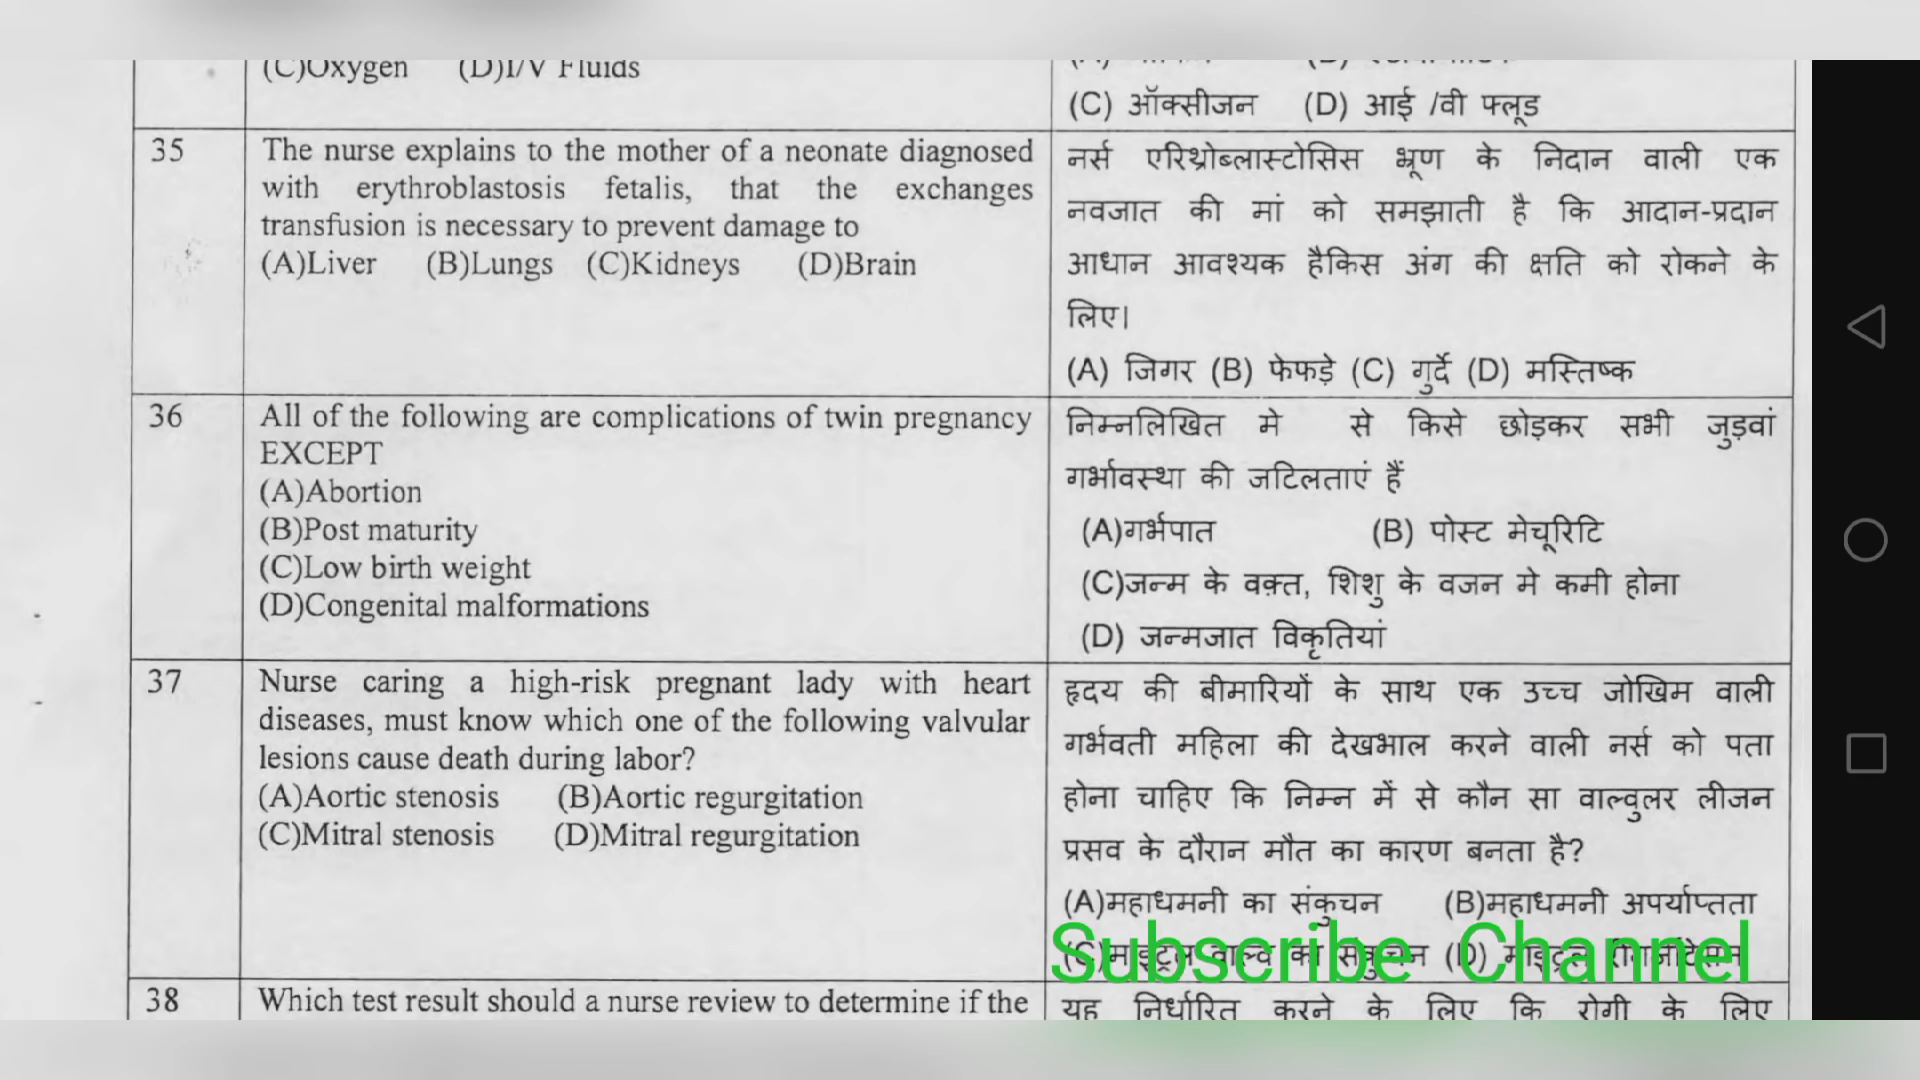 (C)Oxygen (D)I/V Fluids
(C) ऑक्सीजन (D) आई /वी फ्लूड
35
The nurse explains to the mother of a neonate diagnosed
with erythroblastosis fetalis, that the exchanges
transfusion is necessary to prevent damage to
(A)Liver (B)Lungs (C)Kidneys (D)Brain
नर्स एरिथ्रोब्लास्टोसिस भ्रूण के निदान वाली एक
नवजात की मां को समझाती है कि आदान-प्रदान
आधान आवश्यक हैकिस अंग की क्षति को रोकने के
लिए।
(A) जिगर (B) फेफड़े (C) गुर्दे (D) मस्तिष्क
36
All of the following are complications of twin pregnancy
EXCEPT
(A)Abortion
(B)Post maturity
(C)Low birth weight
(D)Congenital malformations
निम्नलिखित मे से किसे छोड़कर सभी जुड़वां
गर्भावस्था की जटिलताएं हैं
(A)गर्भपात (B) पोस्ट मेचूरिटि
(C)जन्म के वक़्त, शिशु के वजन मे कमी होना
(D) जन्मजात विकृतियां
37
Nurse caring a high-risk pregnant lady with heart
diseases, must know which one of the following valvular
lesions cause death during labor?
(A)Aortic stenosis (B)Aortic regurgitation
(C)Mitral stenosis (D)Mitral regurgitation
हृदय की बीमारियों के साथ एक उच्च जोखिम वाली
गर्भवती महिला की देखभाल करने वाली नर्स को पता
होना चाहिए कि निम्न में से कौन सा वाल्वुलर लीजन
प्रसव के दौरान मौत का कारण बनता है?
(A)महाधमनी का संकुचन (B)महाधमनी अपर्याप्तता
(C)माइट्रल वाल्व का संकुचन (D) माइट्रल
Subscribe Channel
38
Which test result should a nurse review to determine if the
यह निर्धारित करने के लिए कि रोगी के लिए